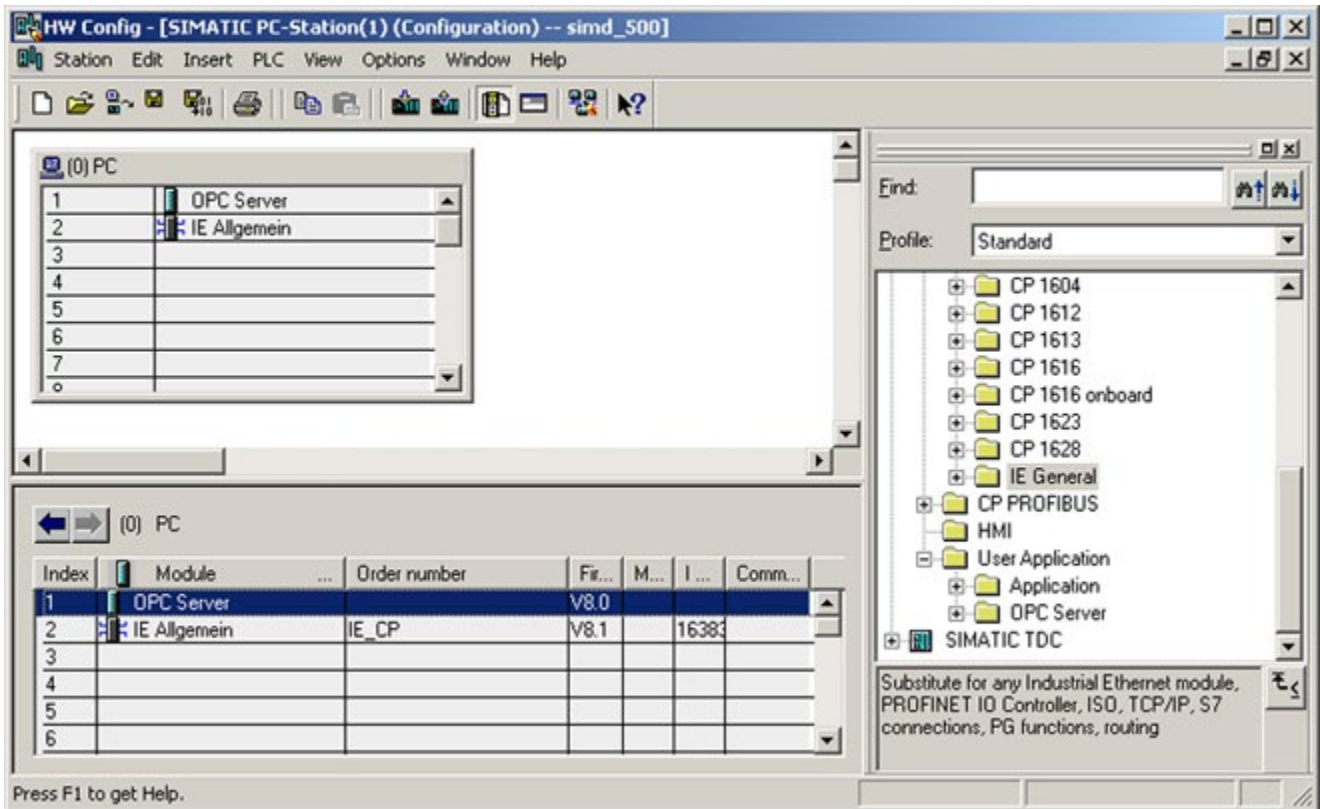 HW Config - [SIMATIC PC-Station(1) (Configuration) -- simd_500]
Station Edit Insert PLC View Options Window Help
(0) PC
1 OPC Server
2 IE Allgemein
3
4
5
6
7
Find:
Profile: Standard
CP 1604
CP 1612
CP 1613
CP 1616
CP 1616 onboard
CP 1623
CP 1628
IE General
CP PROFIBUS
HMI
User Application
Application
OPC Server
SIMATIC TDC
Substitute for any Industrial Ethernet module,
PROFINET IO Controller, ISO, TCP/IP, S7
connections, PG functions, routing
(0) PC
Index Module ... Order number Fir... M... I ... Comm...
1 OPC Server V8.0
2 IE Allgemein IE_CP V8.1 16383
3
4
5
6
Press F1 to get Help.